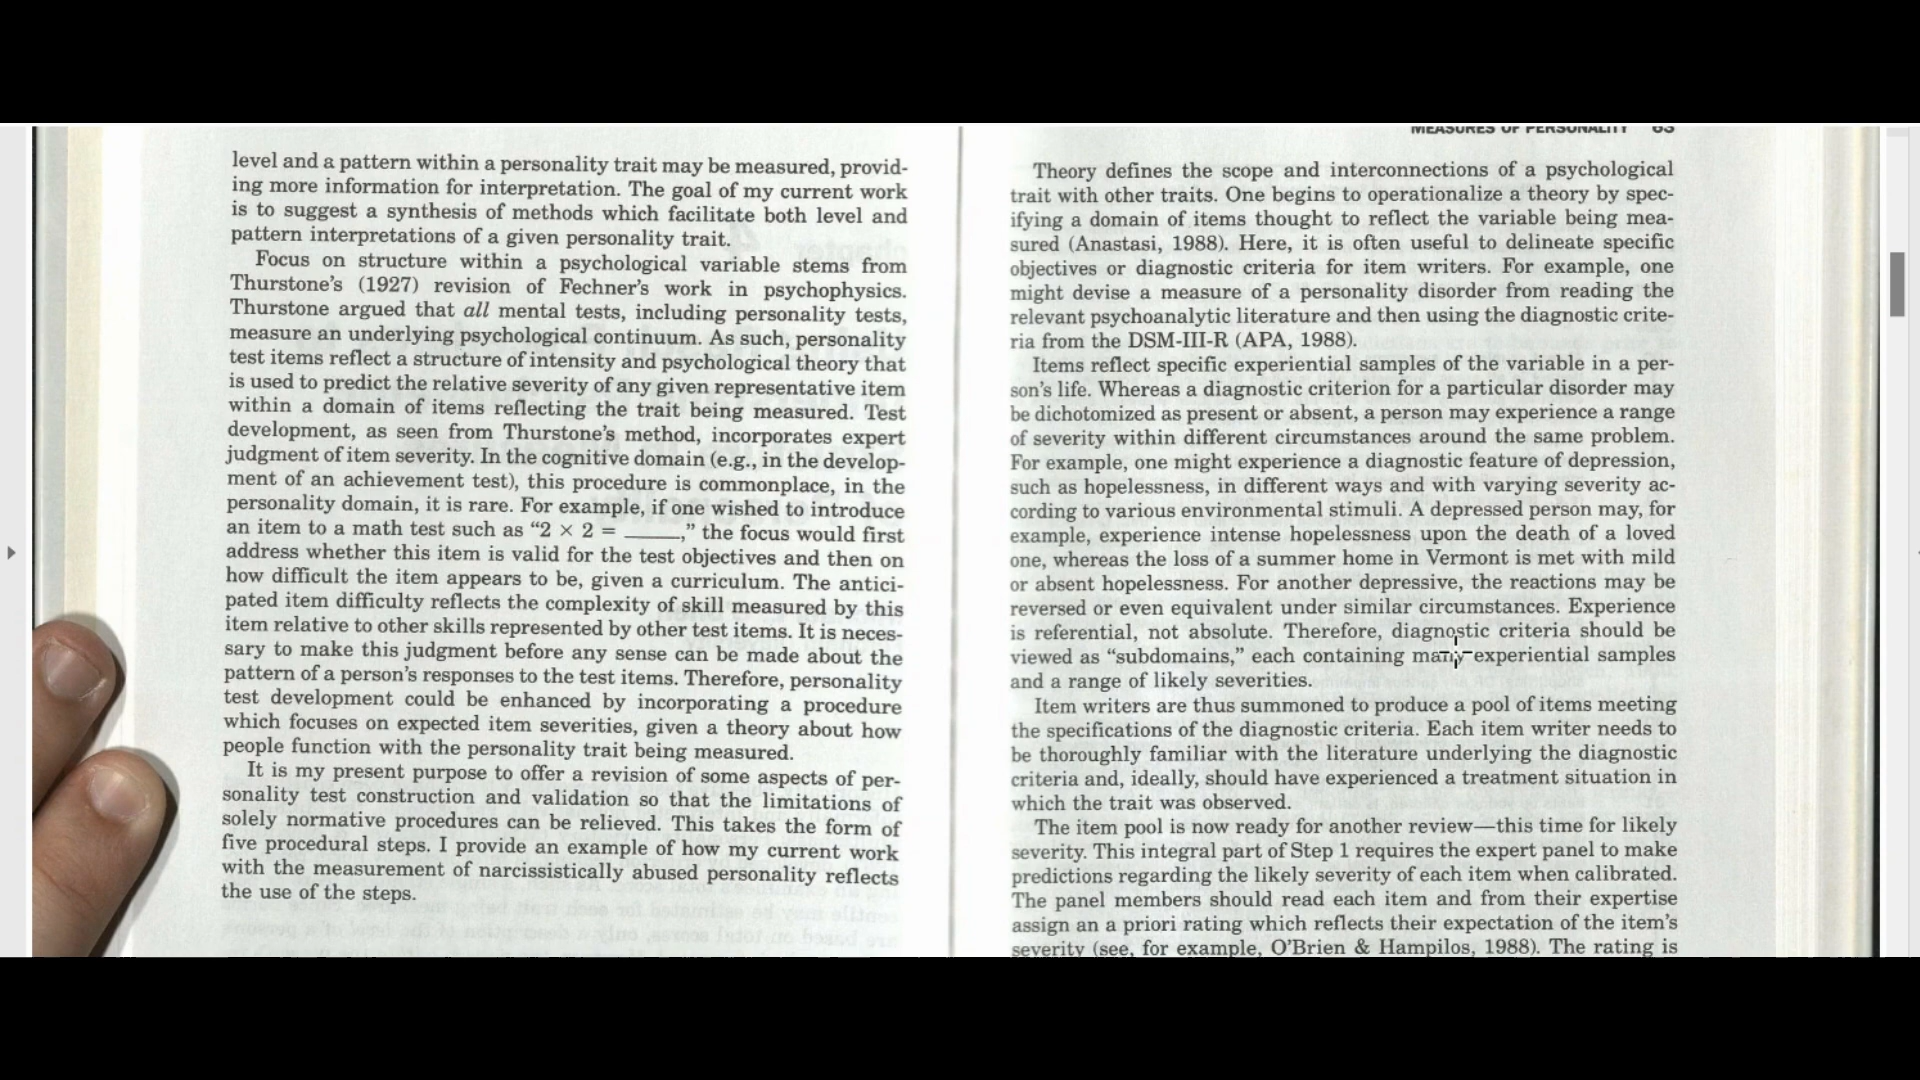 level and a pattern within a personality trait may be measured, provid-
ing more information for interpretation. The goal of my current work
is to suggest a synthesis of methods which facilitate both level and
pattern interpretations of a given personality trait.
Focus on structure within a psychological variable stems from
Thurstone's (1927) revision of Fechner's work in psychophysics.
Thurstone argued that all mental tests, including personality tests,
measure an underlying psychological continuum. As such, personality
test items reflect a structure of intensity and psychological theory that
is used to predict the relative severity of any given representative item
within a domain of items reflecting the trait being measured. Test
development, as seen from Thurstone's method, incorporates expert
judgment of item severity. In the cognitive domain (e.g., in the develop-
ment of an achievement test), this procedure is commonplace, in the
personality domain, it is rare. For example, if one wished to introduce
an item to a math test such as “2 × 2 = _____,” the focus would first
address whether this item is valid for the test objectives and then on
how difficult the item appears to be, given a curriculum. The antici-
pated item difficulty reflects the complexity of skill measured by this
item relative to other skills represented by other test items. It is neces-
sary to make this judgment before any sense can be made about the
pattern of a person's responses to the test items. Therefore, personality
test development could be enhanced by incorporating a procedure
which focuses on expected item severities, given a theory about how
people function with the personality trait being measured.
It is my present purpose to offer a revision of some aspects of per-
sonality test construction and validation so that the limitations of
solely normative procedures can be relieved. This takes the form of
five procedural steps. I provide an example of how my current work
with the measurement of narcissistically abused personality reflects
the use of the steps.
MEASURES OF PERSONALITY 63
Theory defines the scope and interconnections of a psychological
trait with other traits. One begins to operationalize a theory by spec-
ifying a domain of items thought to reflect the variable being mea-
sured (Anastasi, 1988). Here, it is often useful to delineate specific
objectives or diagnostic criteria for item writers. For example, one
might devise a measure of a personality disorder from reading the
relevant psychoanalytic literature and then using the diagnostic crite-
ria from the DSM-III-R (APA, 1988).
Items reflect specific experiential samples of the variable in a per-
son's life. Whereas a diagnostic criterion for a particular disorder may
be dichotomized as present or absent, a person may experience a range
of severity within different circumstances around the same problem.
For example, one might experience a diagnostic feature of depression,
such as hopelessness, in different ways and with varying severity ac-
cording to various environmental stimuli. A depressed person may, for
example, experience intense hopelessness upon the death of a loved
one, whereas the loss of a summer home in Vermont is met with mild
or absent hopelessness. For another depressive, the reactions may be
reversed or even equivalent under similar circumstances. Experience
is referential, not absolute. Therefore, diagnostic criteria should be
viewed as “subdomains,” each containing many experiential samples
and a range of likely severities.
Item writers are thus summoned to produce a pool of items meeting
the specifications of the diagnostic criteria. Each item writer needs to
be thoroughly familiar with the literature underlying the diagnostic
criteria and, ideally, should have experienced a treatment situation in
which the trait was observed.
The item pool is now ready for another review—this time for likely
severity. This integral part of Step 1 requires the expert panel to make
predictions regarding the likely severity of each item when calibrated.
The panel members should read each item and from their expertise
assign an a priori rating which reflects their expectation of the item's
severity (see, for example, O'Brien & Hampilos, 1988). The rating is